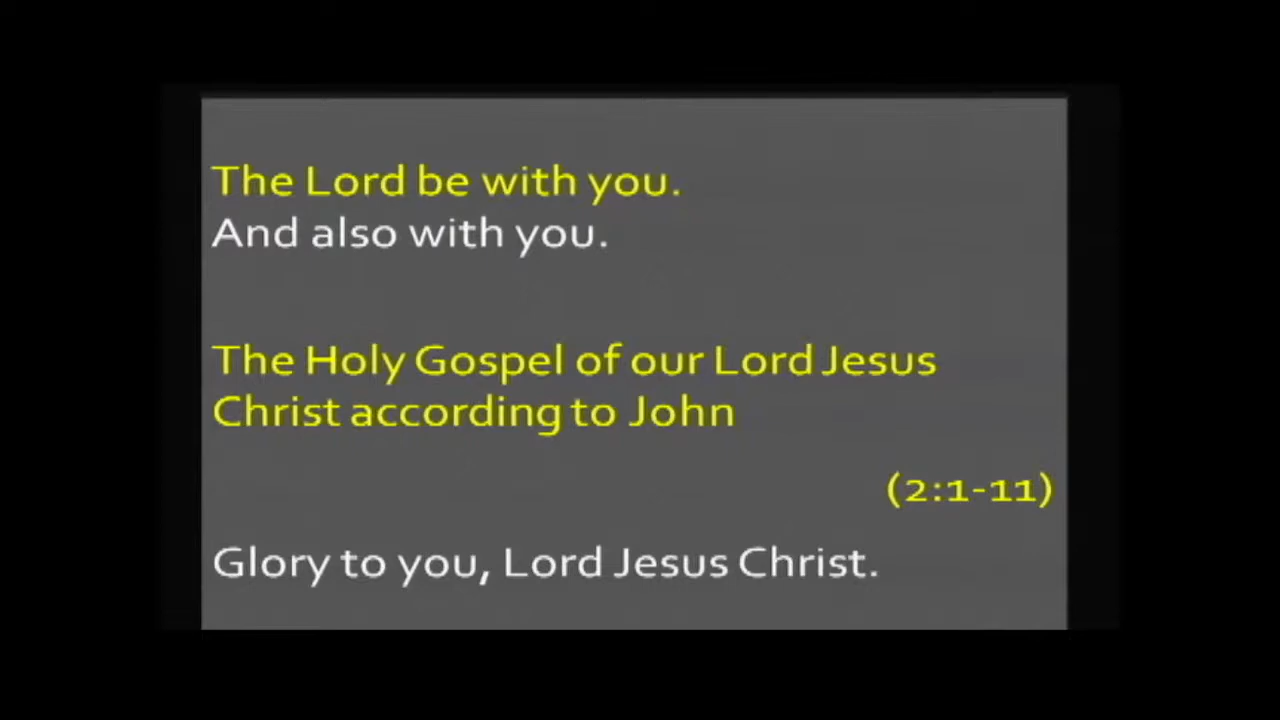 The Lord be with you.
And also with you.
The Holy Gospel of our Lord Jesus
Christ according to John
(2:1-11)
Glory to you, Lord Jesus Christ.